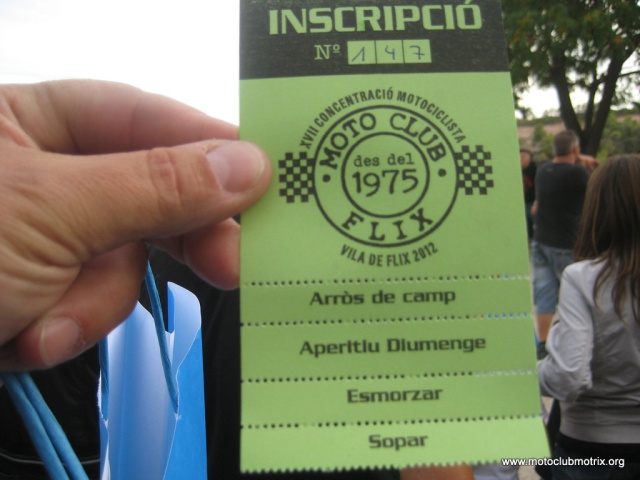 INSCRIPCIÓ
Nº 147
XVII CONCENTRACIÓ MOTOCICLISTA
MOTO CLUB
des del
1975
FLIX
VILA DE FLIX 2012
Arròs de camp
Aperitiu Diumenge
Esmorzar
Sopar
www.motoclubmotrix.org